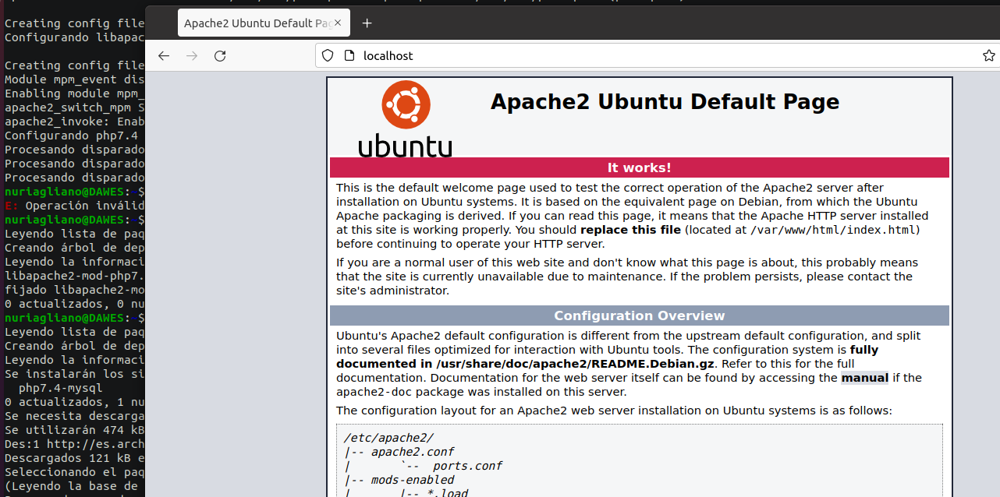 Creating config file
Configurando libapac
Creating config file
Module mpm_event dis
Enabling module mpm_
apache2_switch_mpm S
apache2_invoke: Enab
Configurando php7.4
Procesando disparado
Procesando disparado
Procesando disparado
nuriagliano@DAWES:~$
E: Operación inválid
nuriagliano@DAWES:~$
Leyendo lista de paq
Creando árbol de dep
Leyendo la informaci
libapache2-mod-php7.
fijado libapache2-mo
0 actualizados, 0 nu
nuriagliano@DAWES:~$
Leyendo lista de paq
Creando árbol de dep
Leyendo la informaci
Se instalarán los si
php7.4-mysql
0 actualizados, 1 nu
Se necesita descarga
Se utilizarán 474 kB
Des:1 http://es.arch
Descargados 121 kB e
Seleccionando el paq
(Leyendo la base de
Apache2 Ubuntu Default Pag
localhost
ubuntu
Apache2 Ubuntu Default Page
It works!
This is the default welcome page used to test the correct operation of the Apache2 server after
installation on Ubuntu systems. It is based on the equivalent page on Debian, from which the Ubuntu
Apache packaging is derived. If you can read this page, it means that the Apache HTTP server installed
at this site is working properly. You should replace this file (located at /var/www/html/index.html)
before continuing to operate your HTTP server.
If you are a normal user of this web site and don't know what this page is about, this probably means
that the site is currently unavailable due to maintenance. If the problem persists, please contact the
site's administrator.
Configuration Overview
Ubuntu's Apache2 default configuration is different from the upstream default configuration, and split
into several files optimized for interaction with Ubuntu tools. The configuration system is fully
documented in /usr/share/doc/apache2/README.Debian.gz. Refer to this for the full
documentation. Documentation for the web server itself can be found by accessing the manual if the
apache2-doc package was installed on this server.
The configuration layout for an Apache2 web server installation on Ubuntu systems is as follows:
/etc/apache2/
|-- apache2.conf
|       `--  ports.conf
|-- mods-enabled
|       |-- *.load